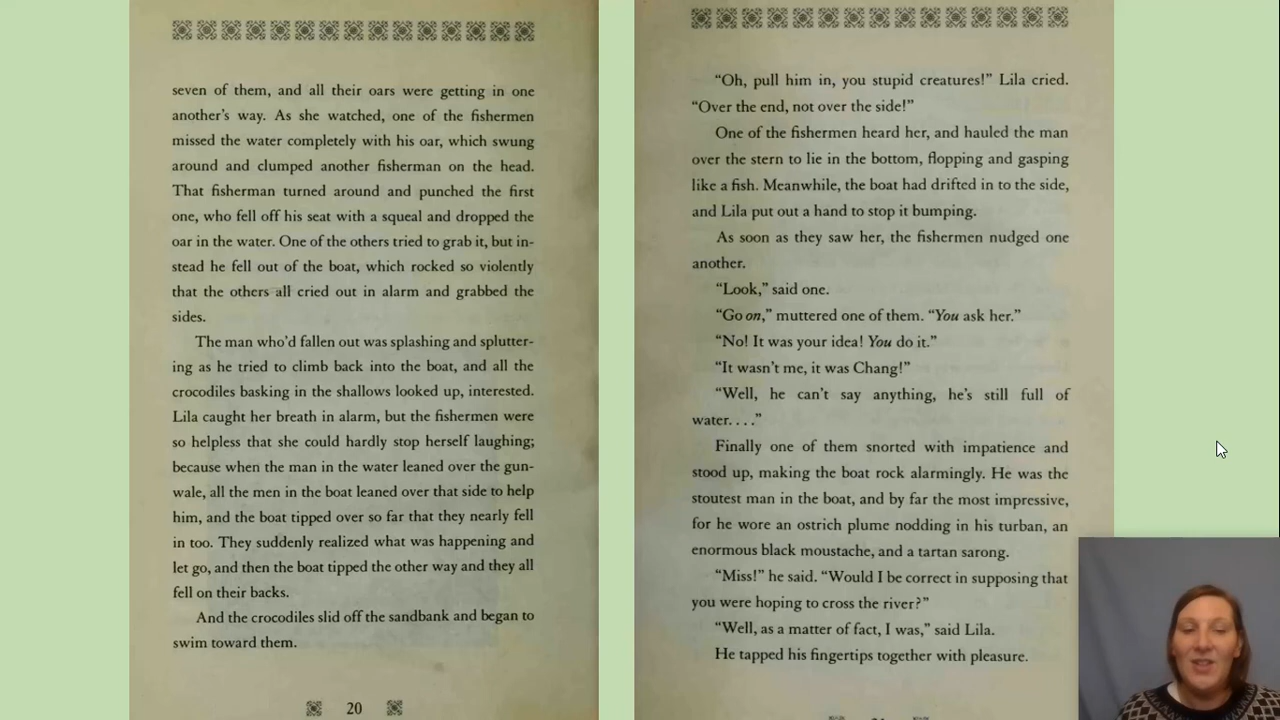 seven of them, and all their oars were getting in one
another's way. As she watched, one of the fishermen
missed the water completely with his oar, which swung
around and clumped another fisherman on the head.
That fisherman turned around and punched the first
one, who fell off his seat with a squeal and dropped the
oar in the water. One of the others tried to grab it, but in-
stead he fell out of the boat, which rocked so violently
that the others all cried out in alarm and grabbed the
sides.
The man who'd fallen out was splashing and splutter-
ing as he tried to climb back into the boat, and all the
crocodiles basking in the shallows looked up, interested.
Lila caught her breath in alarm, but the fishermen were
so helpless that she could hardly stop herself laughing;
because when the man in the water leaned over the gun-
wale, all the men in the boat leaned over that side to help
him, and the boat tipped over so far that they nearly fell
in too. They suddenly realized what was happening and
let go, and then the boat tipped the other way and they all
fell on their backs.
And the crocodiles slid off the sandbank and began to
swim toward them.
20
"Oh, pull him in, you stupid creatures!" Lila cried.
"Over the end, not over the side!"
One of the fishermen heard her, and hauled the man
over the stern to lie in the bottom, flopping and gasping
like a fish. Meanwhile, the boat had drifted in to the side,
and Lila put out a hand to stop it bumping.
As soon as they saw her, the fishermen nudged one
another.
"Look," said one.
"Go on," muttered one of them. "You ask her."
"No! It was your idea! You do it."
"It wasn't me, it was Chang!"
"Well, he can't say anything, he's still full of
water. . . ."
Finally one of them snorted with impatience and
stood up, making the boat rock alarmingly. He was the
stoutest man in the boat, and by far the most impressive,
for he wore an ostrich plume nodding in his turban, an
enormous black moustache, and a tartan sarong.
"Miss!" he said. "Would I be correct in supposing that
you were hoping to cross the river?"
"Well, as a matter of fact, I was," said Lila.
He tapped his fingertips together with pleasure.